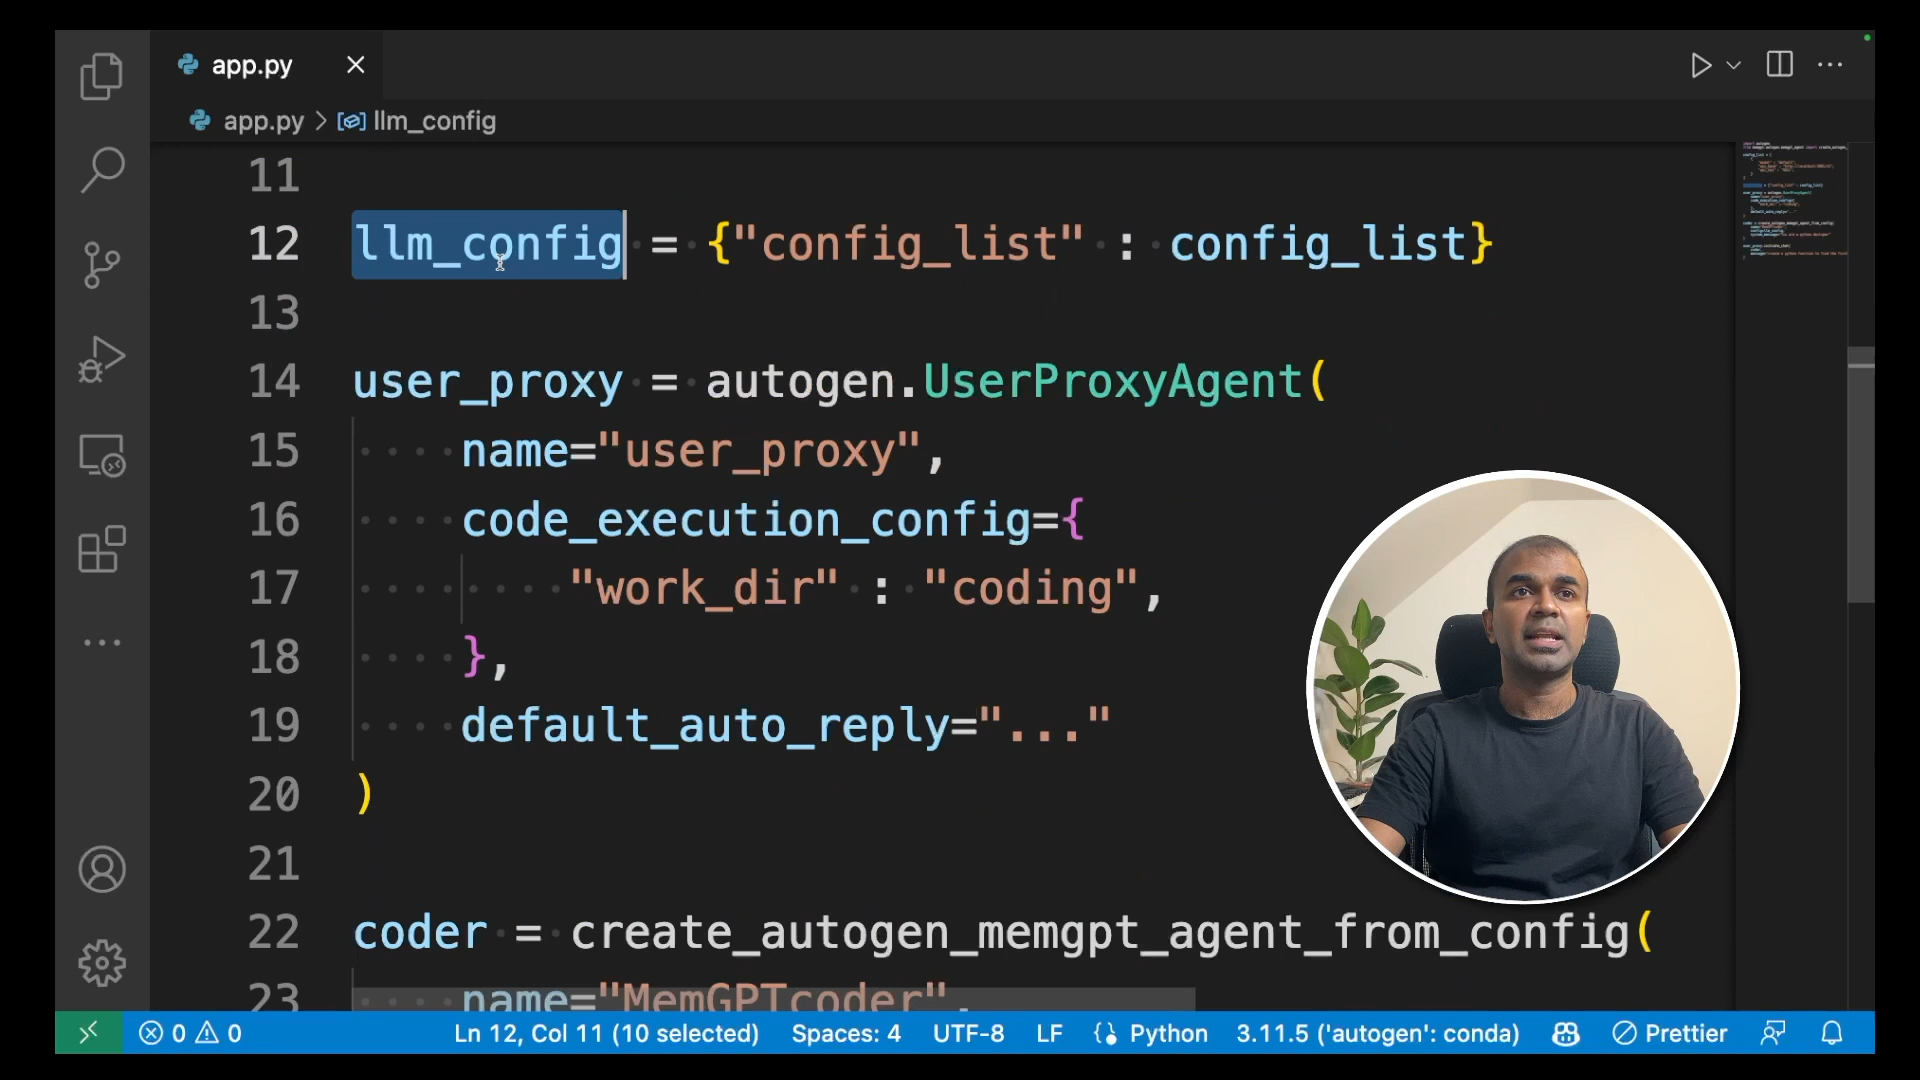 app.py
app.py > llm_config
11
12 llm_config = {"config_list" : config_list}
13
14 user_proxy = autogen.UserProxyAgent(
15 name="user_proxy",
16 code_execution_config={
17 "work_dir" : "coding",
18 },
19 default_auto_reply="..."
20 )
21
22 coder = create_autogen_memgpt_agent_from_config(
23 name="MemGPTcoder",
0 0 Ln 12, Col 11 (10 selected) Spaces: 4 UTF-8 LF Python 3.11.5 ('autogen': conda) Prettier